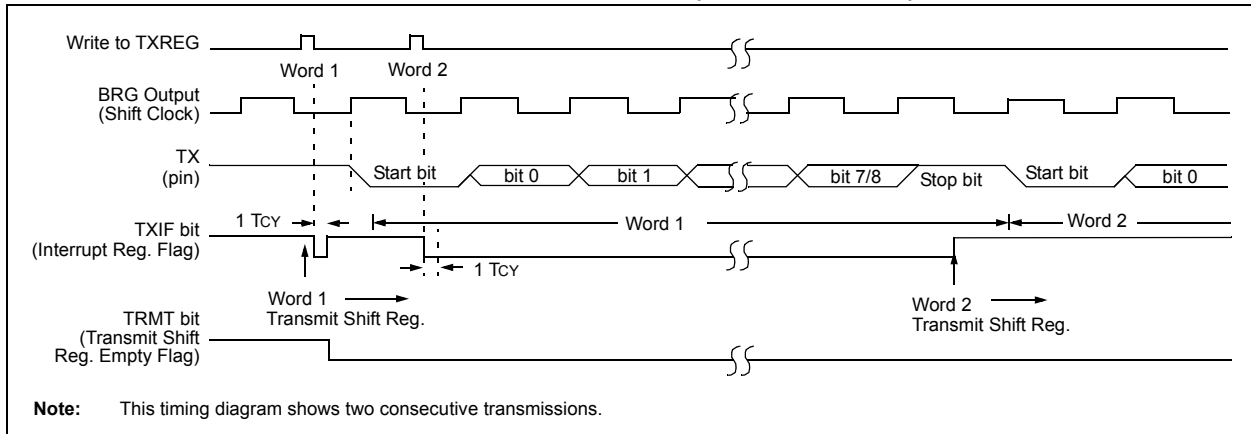 Write to TXREG
Word 1
Word 2
BRG Output
(Shift Clock)
TX
(pin)
Start bit
bit 0
bit 1
bit 7/8
Stop bit
Start bit
bit 0
TXIF bit
(Interrupt Reg. Flag)
1 TCY
Word 1
Word 2
1 TCY
Word 1
Transmit Shift Reg.
Word 2
Transmit Shift Reg.
TRMT bit
(Transmit Shift
Reg. Empty Flag)
Note: This timing diagram shows two consecutive transmissions.